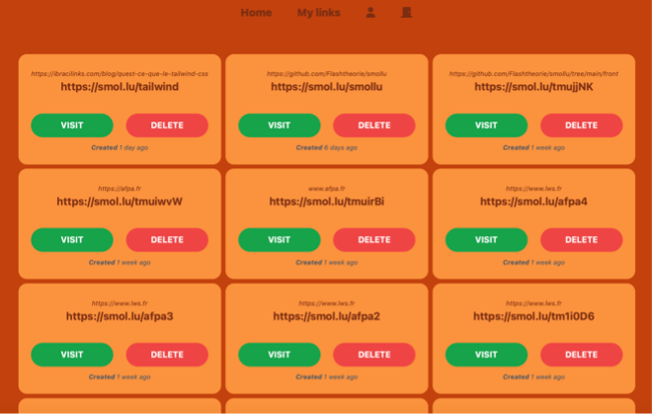 Home My links
https://ibracilinks.com/blog/quest-ce-que-le-tailwind-css
https://smol.lu/tailwind
VISIT DELETE
Created 1 day ago
https://github.com/Flashtheorie/smollu
https://smol.lu/smollu
VISIT DELETE
Created 6 days ago
https://github.com/Flashtheorie/smollu/tree/main/front
https://smol.lu/tmujjNK
VISIT DELETE
Created 1 week ago
https://afpa.fr
https://smol.lu/tmuiwvW
VISIT DELETE
Created 1 week ago
www.afpa.fr
https://smol.lu/tmuirBi
VISIT DELETE
Created 1 week ago
https://www.lws.fr
https://smol.lu/afpa4
VISIT DELETE
Created 1 week ago
https://www.lws.fr
https://smol.lu/afpa3
VISIT DELETE
Created 1 week ago
https://www.lws.fr
https://smol.lu/afpa2
VISIT DELETE
Created 1 week ago
https://www.lws.fr
https://smol.lu/tm1i0D6
VISIT DELETE
Created 1 week ago